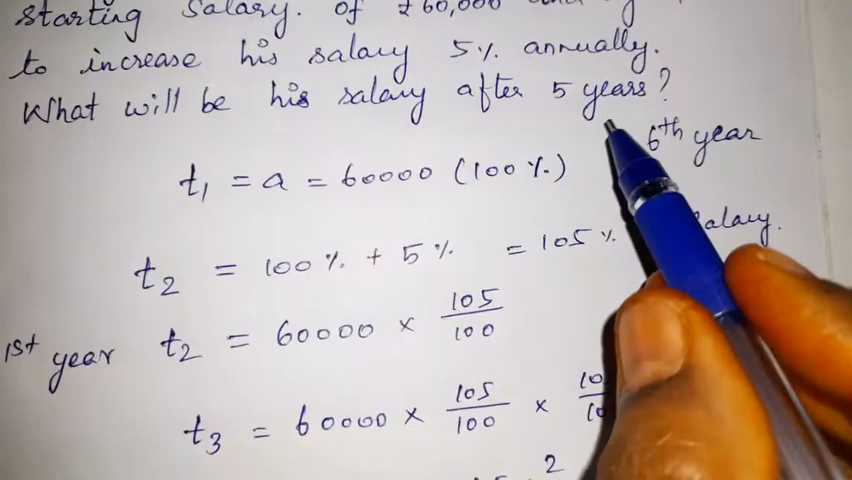 starting salary. of ₹60,000
to increase his salary 5% annually.
What will be his salary after 5 years?
6th year
t1 = a = 60000 (100%)
salary.
t2 = 100% + 5% = 105%
1st year t2 = 60000 × 105/100
t3 = 60000 × 105/100 ×
2